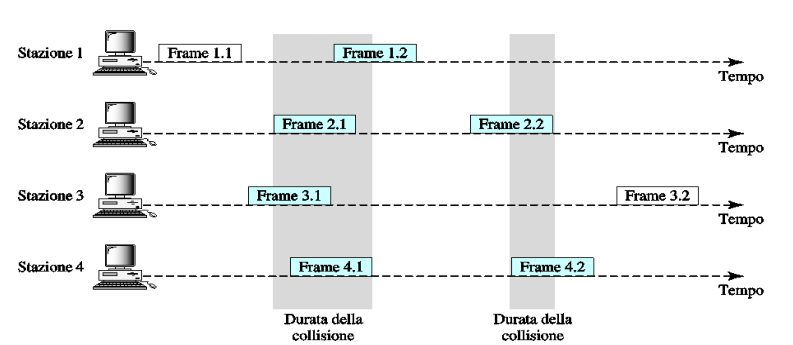 Stazione 1
Frame 1.1
Frame 1.2
Tempo
Stazione 2
Frame 2.1
Frame 2.2
Tempo
Stazione 3
Frame 3.1
Frame 3.2
Tempo
Stazione 4
Frame 4.1
Frame 4.2
Tempo
Durata della
collisione
Durata della
collisione